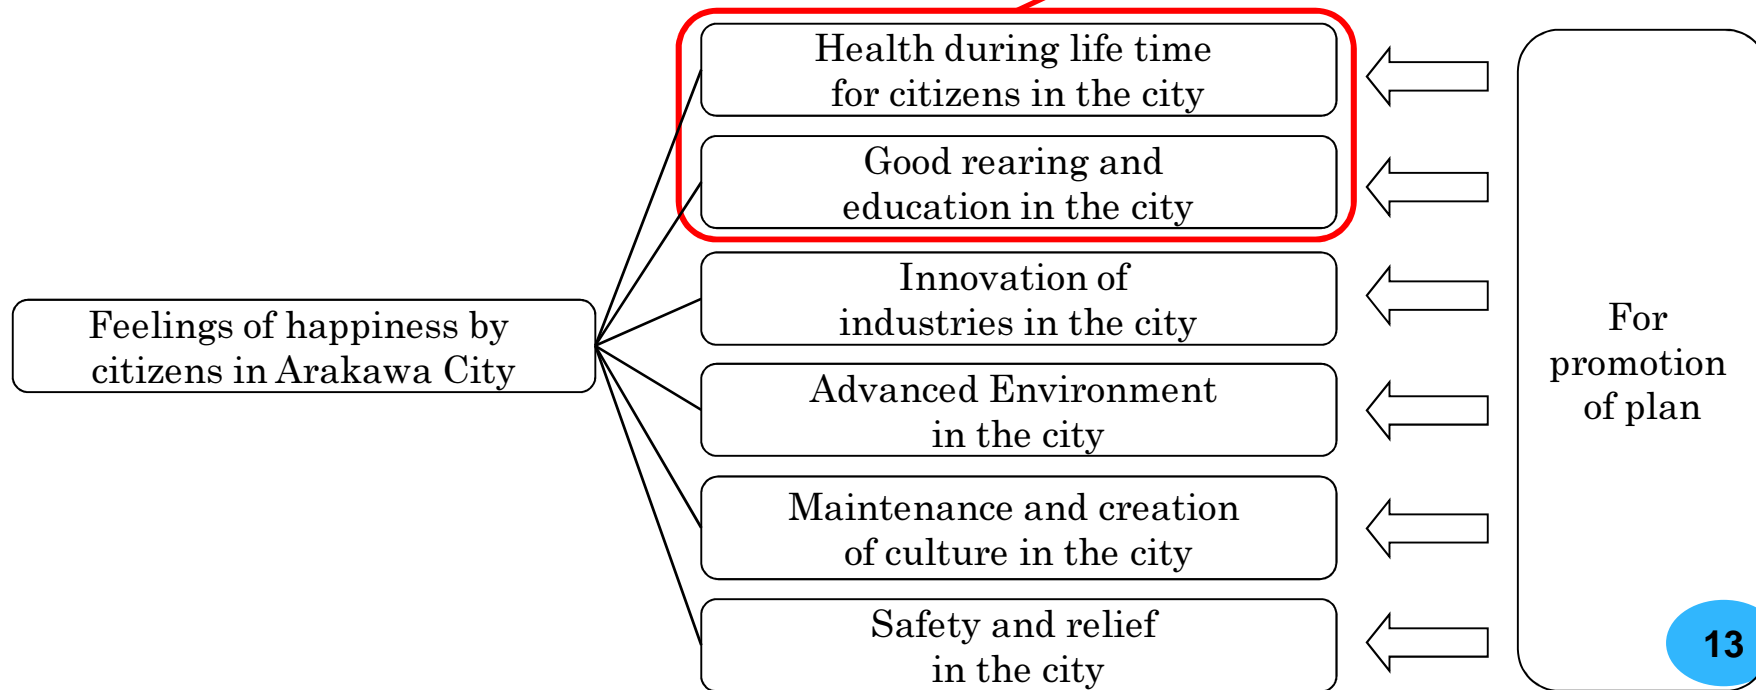 Health during life time
for citizens in the city
Good rearing and
education in the city
Innovation of
industries in the city
Feelings of happiness by
citizens in Arakawa City
Advanced Environment
in the city
Maintenance and creation
of culture in the city
Safety and relief
in the city
For
promotion
of plan
13